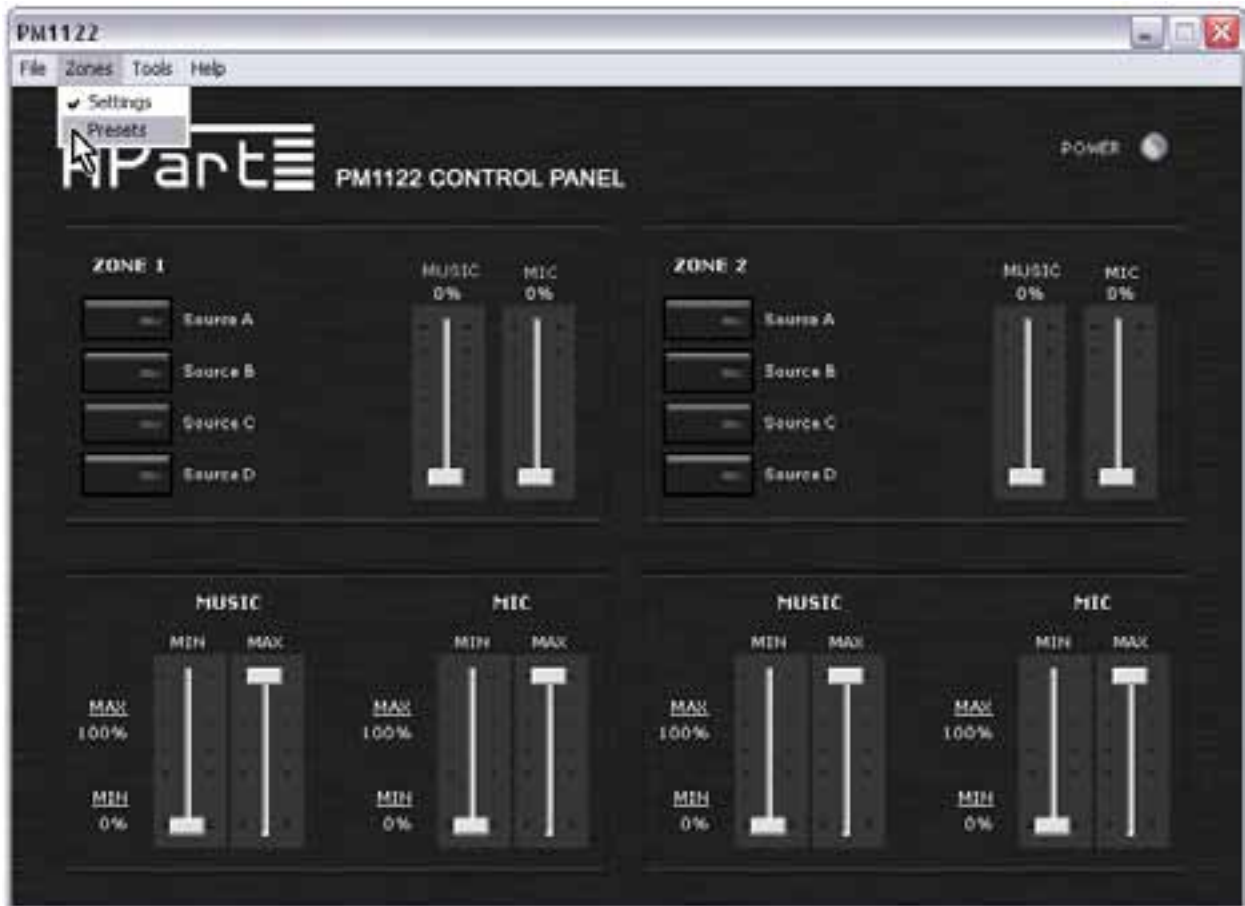 PM1122
File Zones Tools Help
Settings
Presets
APart
PM1122 CONTROL PANEL
POWER
ZONE 1
MUSIC MIC
0% 0%
Source A
Source B
Source C
Source D
ZONE 2
MUSIC MIC
0% 0%
Source A
Source B
Source C
Source D
MUSIC MIC
MIN MAX MIN MAX
MAX MAX
100% 100%
MIN MIN
0% 0%
MUSIC MIC
MIN MAX MIN MAX
MAX MAX
100% 100%
MIN MIN
0% 0%